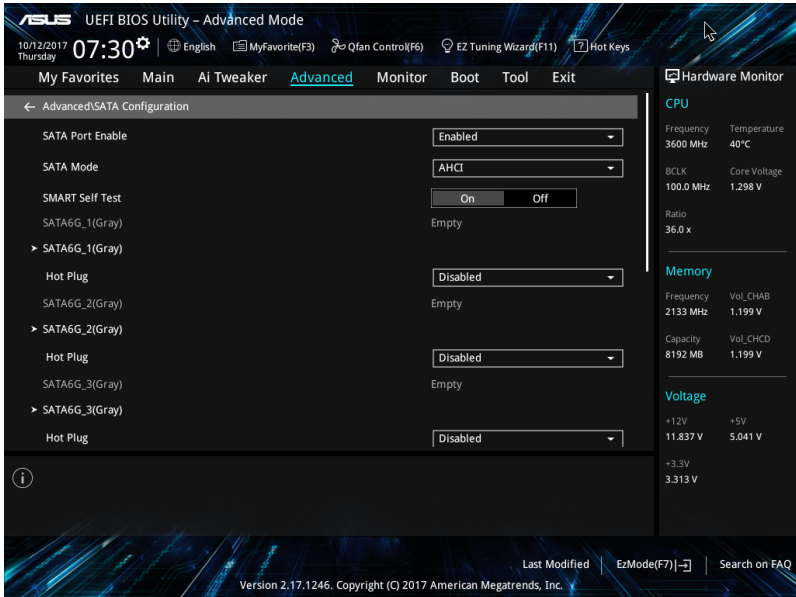 ASUS UEFI BIOS Utility – Advanced Mode
10/12/2017 Thursday 07:30 English MyFavorite(F3) Qfan Control(F6) EZ Tuning Wizard(F11) ? Hot Keys
My Favorites Main Ai Tweaker Advanced Monitor Boot Tool Exit
← Advanced\SATA Configuration
SATA Port Enable Enabled
SATA Mode AHCI
SMART Self Test On Off
SATA6G_1(Gray) Empty
> SATA6G_1(Gray)
Hot Plug Disabled
SATA6G_2(Gray) Empty
> SATA6G_2(Gray)
Hot Plug Disabled
SATA6G_3(Gray) Empty
> SATA6G_3(Gray)
Hot Plug Disabled
Hardware Monitor
CPU
Frequency Temperature
3600 MHz 40°C
BCLK Core Voltage
100.0 MHz 1.298 V
Ratio
36.0 x
Memory
Frequency Vol_CHAB
2133 MHz 1.199 V
Capacity Vol_CHCD
8192 MB 1.199 V
Voltage
+12V +5V
11.837 V 5.041 V
+3.3V
3.313 V
i
Last Modified EzMode(F7) Search on FAQ
Version 2.17.1246. Copyright (C) 2017 American Megatrends, Inc.